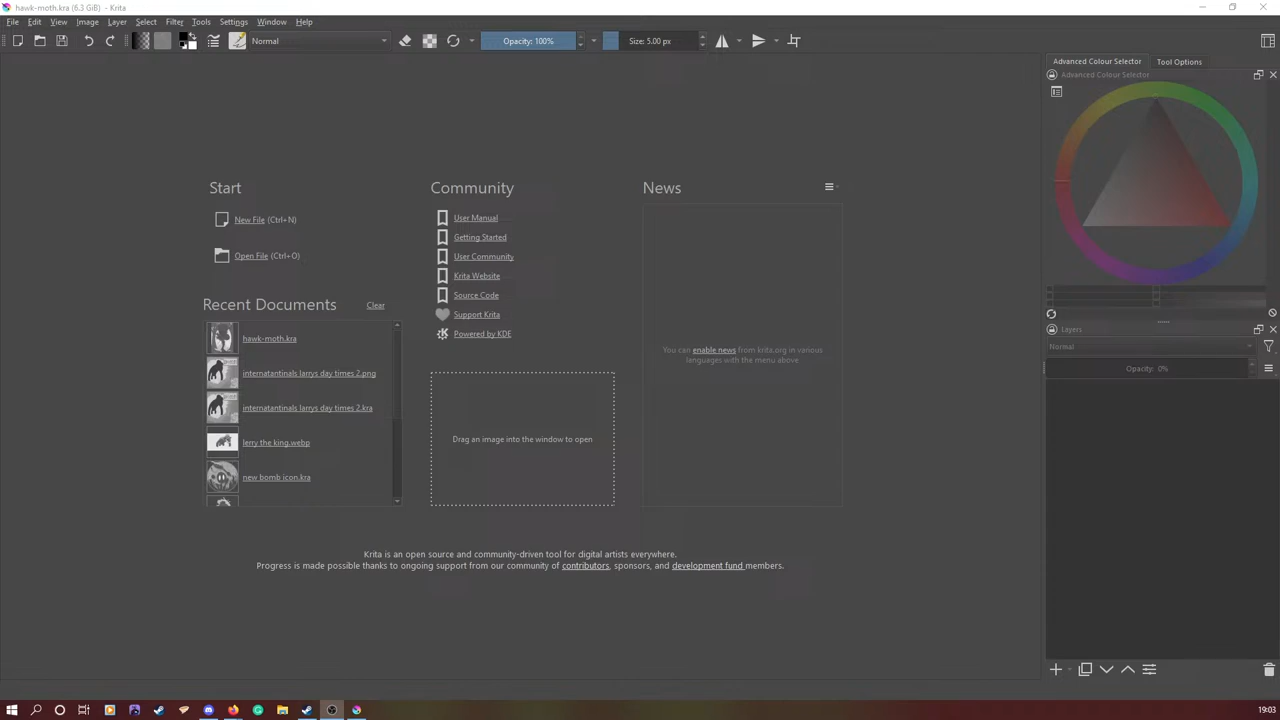 hawk-moth.kra (6.3 GiB) - Krita
File Edit View Image Layer Select Filter Tools Settings Window Help
Normal
Opacity: 100%
Size: 5.00 px
Advanced Colour Selector
Tool Options
Advanced Colour Selector
Start
New File (Ctrl+N)
Open File (Ctrl+O)
Recent Documents
Clear
hawk-moth.kra
internatantinals larrys day times 2.png
internatantinals larrys day times 2.kra
lerry the king.webp
new bomb icon.kra
Community
User Manual
Getting Started
User Community
Krita Website
Source Code
Support Krita
Powered by KDE
Drag an image into the window to open
News
You can enable news from krita.org in various
languages with the menu above
Krita is an open source and community-driven tool for digital artists everywhere.
Progress is made possible thanks to ongoing support from our community of contributors, sponsors, and development fund members.
Layers
Normal
Opacity: 0%
19:03